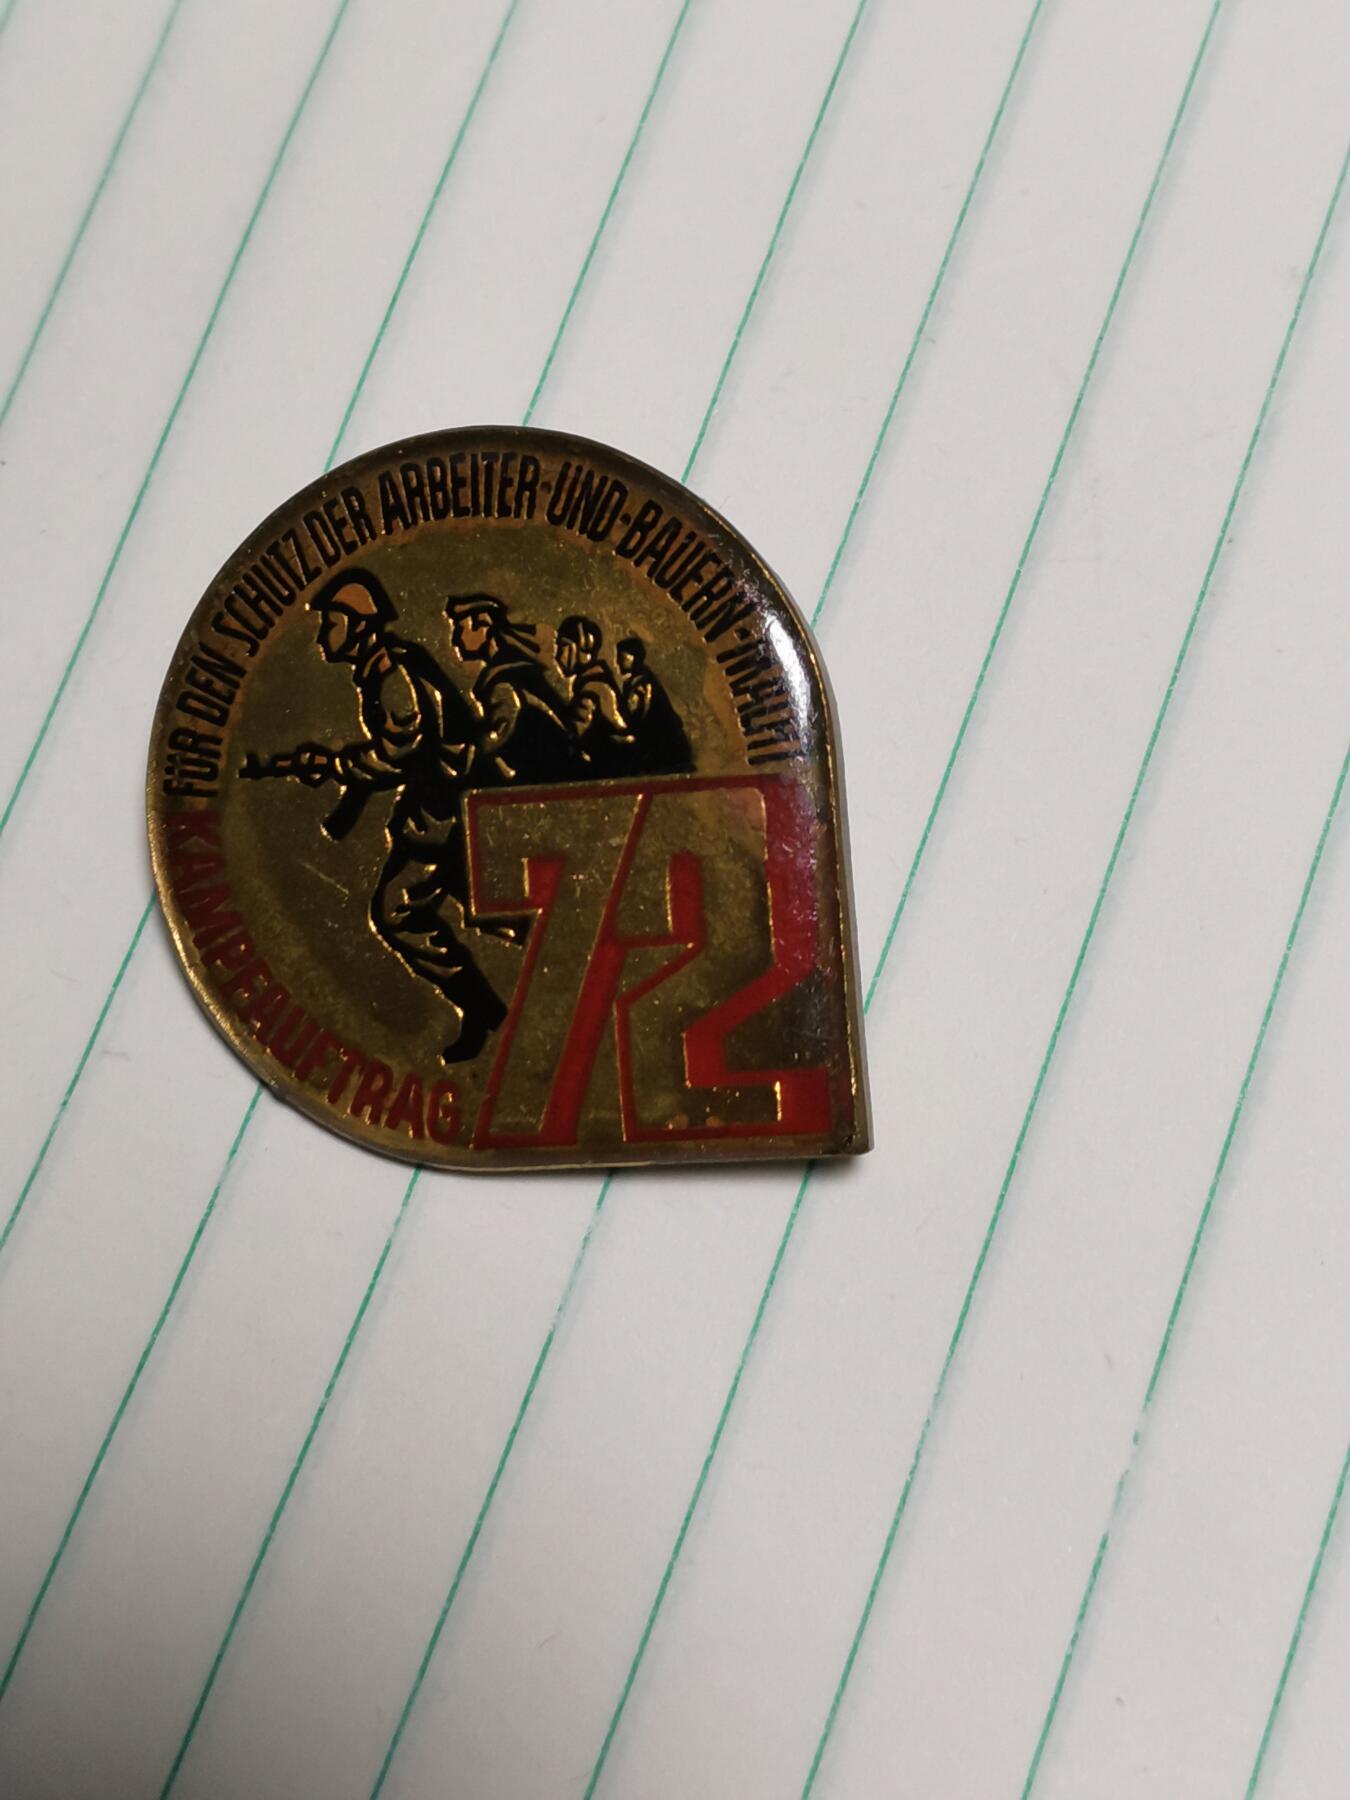 FÜR DEN SCHUTZ DER ARBEITER-UND-BAUERN-MACHT
KAMPFAUFTRAG
72